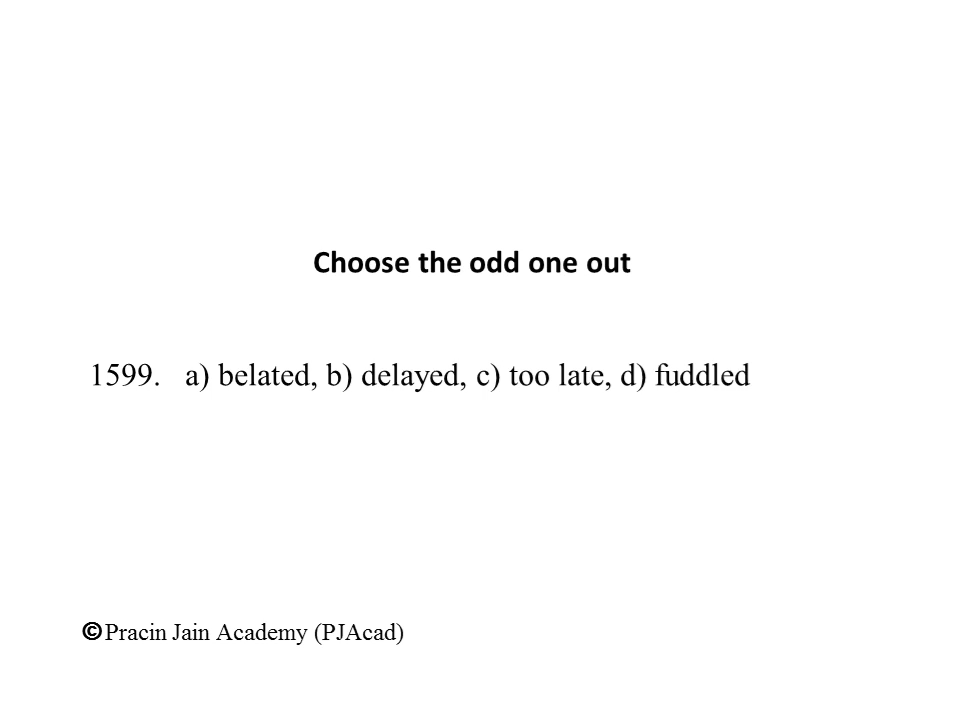 Choose the odd one out
1599. a) belated, b) delayed, c) too late, d) fuddled
©Pracin Jain Academy (PJAcad)